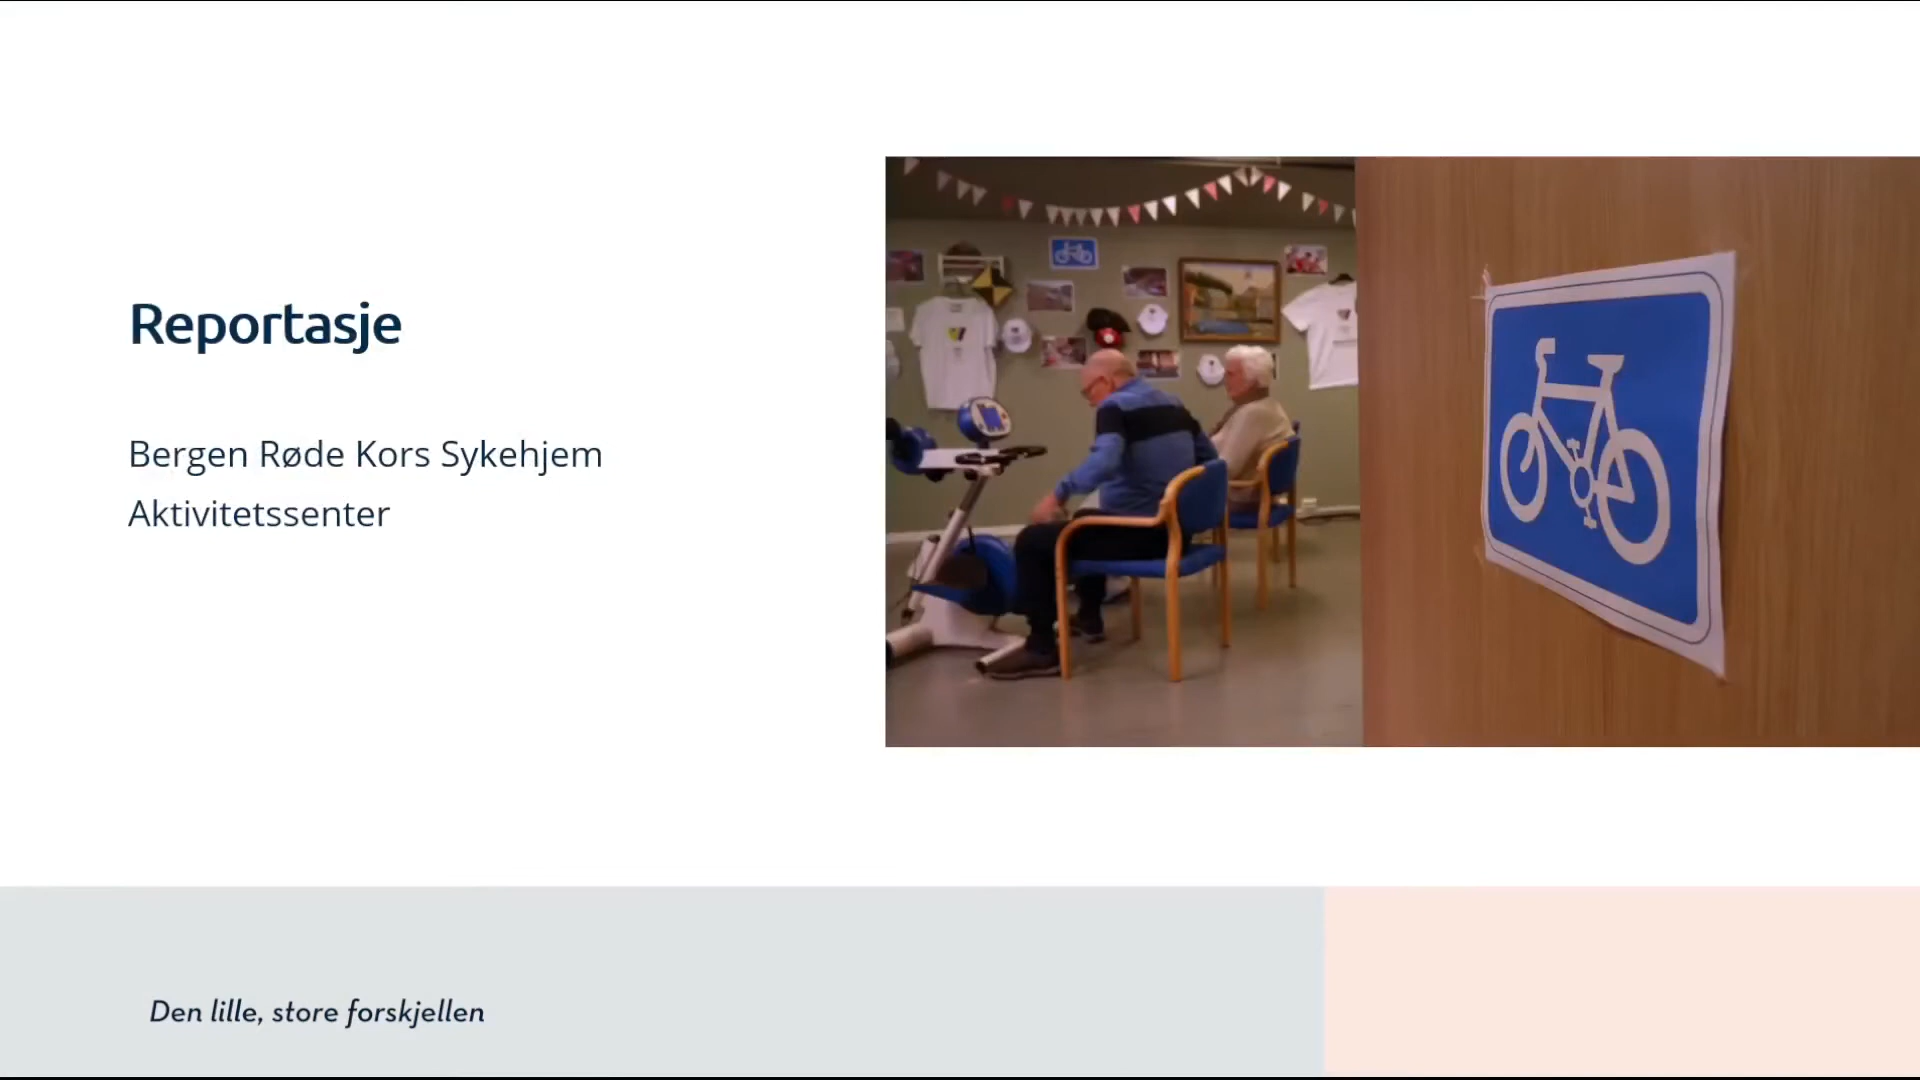 Reportasje
Bergen Røde Kors Sykehjem
Aktivitetssenter
Den lille, store forskjellen